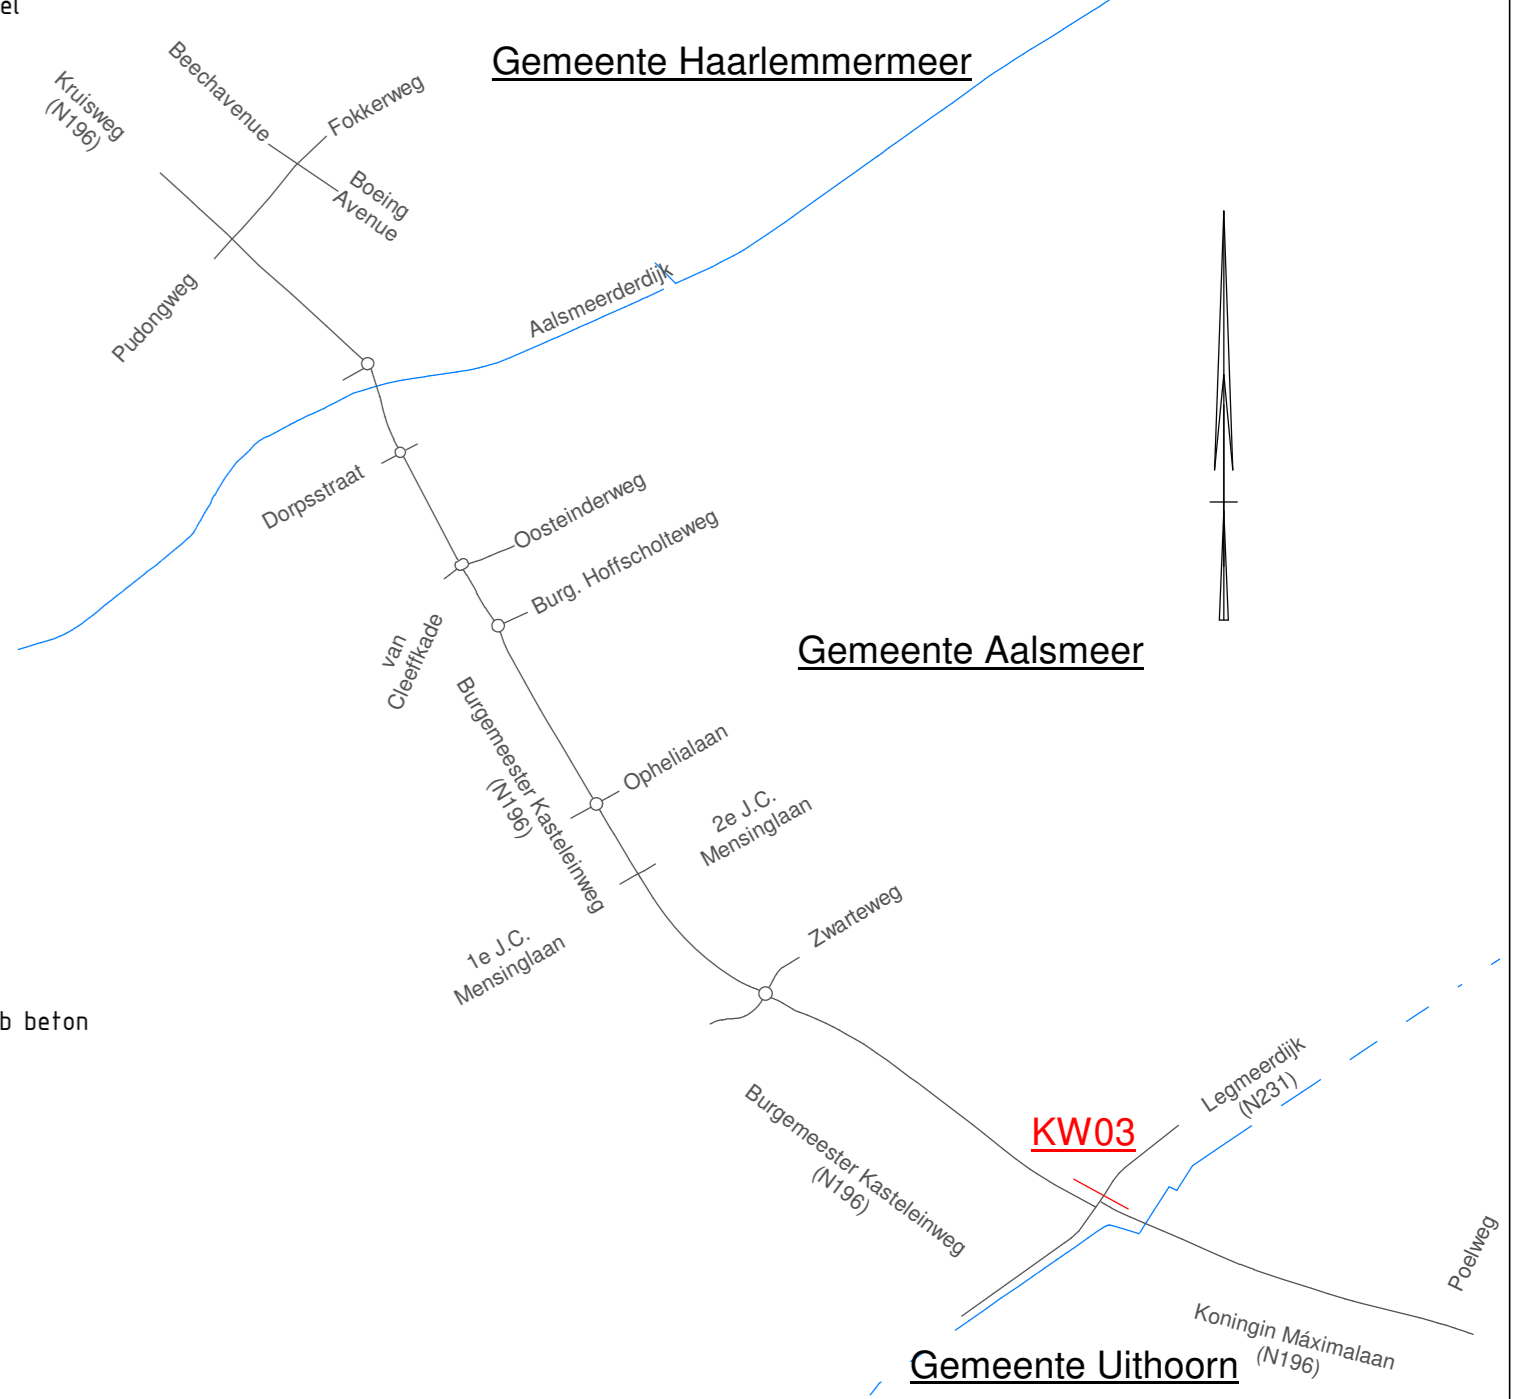 el
Gemeente Haarlemmermeer
Beechavenue
Kruisweg
(N196)
Fokkerweg
Boeing
Avenue
Pudongweg
Aalsmeerderdijk
Dorpsstraat
Oosteinderweg
Burg. Hoffscholteweg
van
Cleeffkade
Gemeente Aalsmeer
Burgemeester Kasteleinweg
(N196)
Ophelialaan
2e J.C.
Mensinglaan
1e J.C.
Mensinglaan
Zwarteweg
b beton
Legmeerdijk
(N231)
KW03
Burgemeester Kasteleinweg
(N196)
Poelweg
Koningin Máximalaan
(N196)
Gemeente Uithoorn